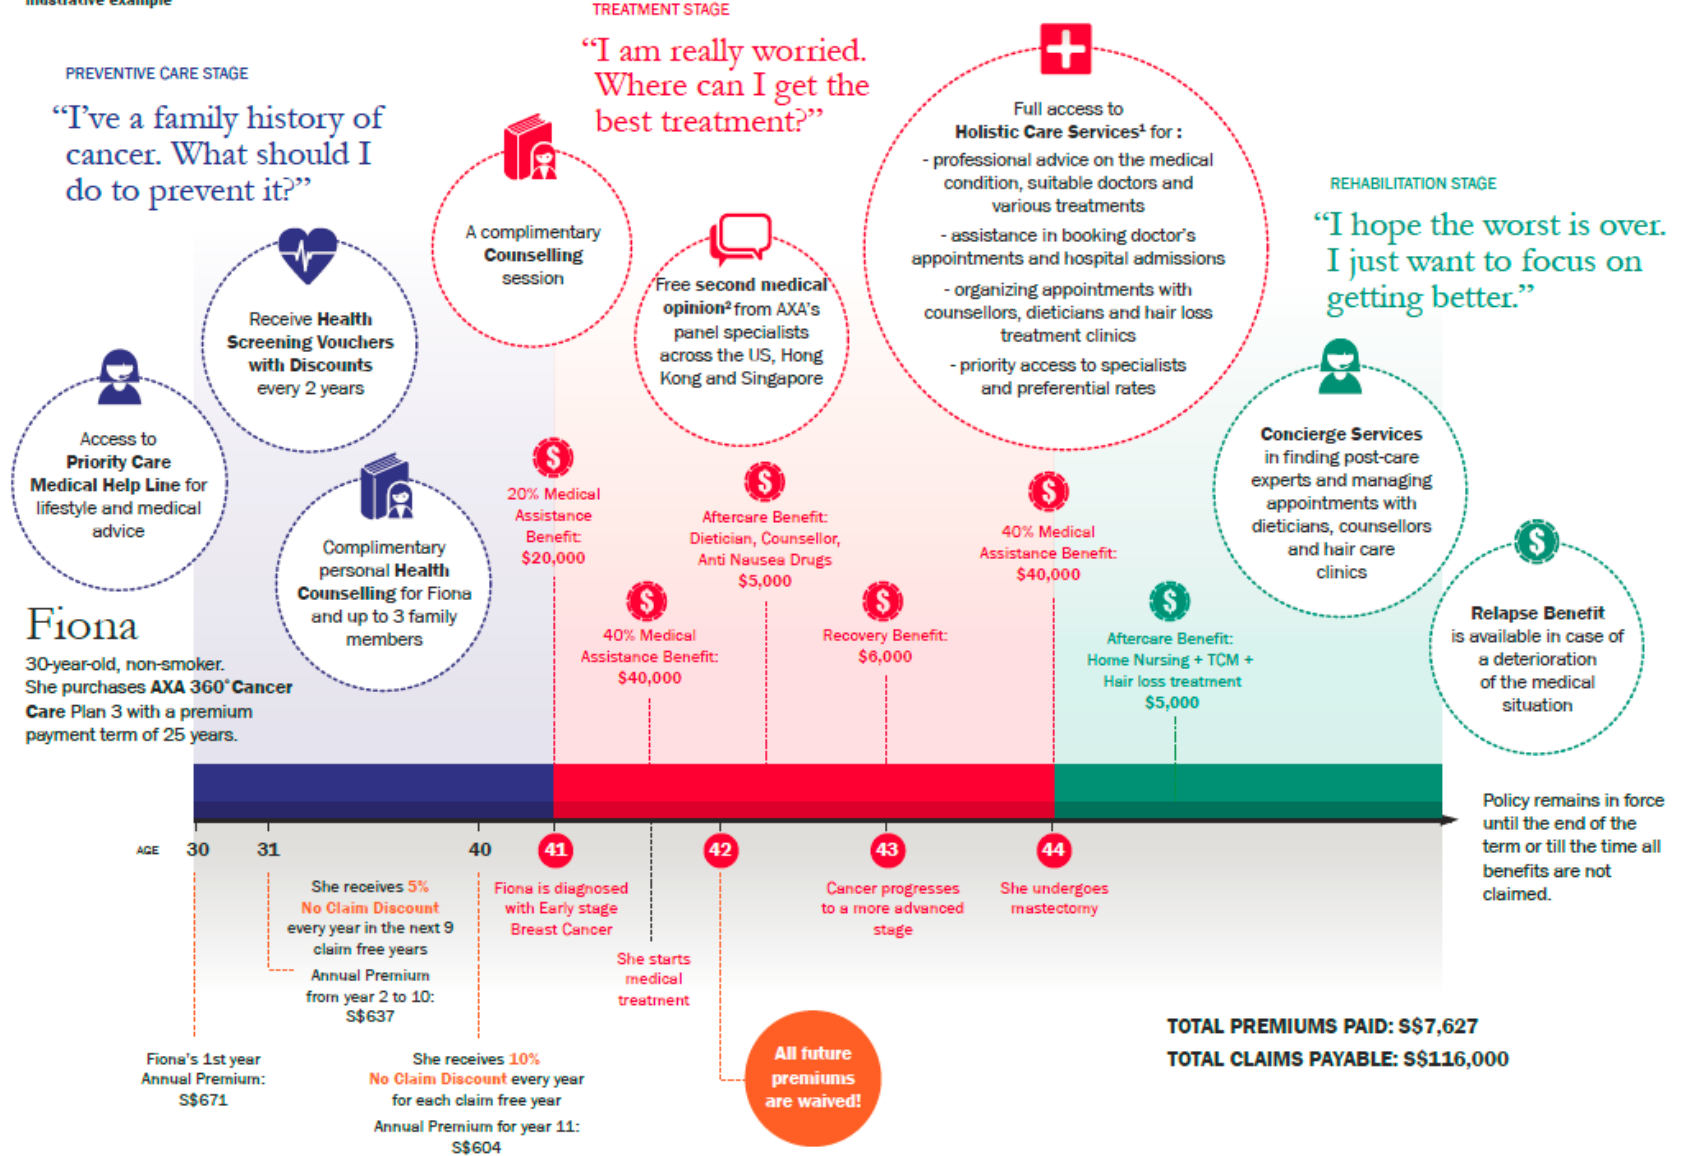 Illustrative example
PREVENTIVE CARE STAGE
“I’ve a family history of
cancer. What should I
do to prevent it?”
TREATMENT STAGE
“I am really worried.
Where can I get the
best treatment?”
REHABILITATION STAGE
“I hope the worst is over.
I just want to focus on
getting better.”
Access to
Priority Care
Medical Help Line for
lifestyle and medical
advice
Receive Health
Screening Vouchers
with Discounts
every 2 years
Complimentary
personal Health
Counselling for Fiona
and up to 3 family
members
A complimentary
Counselling
session
Free second medical
opinion² from AXA’s
panel specialists
across the US, Hong
Kong and Singapore
Full access to
Holistic Care Services¹ for :
- professional advice on the medical
condition, suitable doctors and
various treatments
- assistance in booking doctor’s
appointments and hospital admissions
- organizing appointments with
counsellors, dieticians and hair loss
treatment clinics
- priority access to specialists
and preferential rates
Concierge Services
in finding post-care
experts and managing
appointments with
dieticians, counsellors
and hair care
clinics
Relapse Benefit
is available in case of
a deterioration
of the medical
situation
Fiona
30-year-old, non-smoker.
She purchases AXA 360°Cancer
Care Plan 3 with a premium
payment term of 25 years.
$
20% Medical
Assistance
Benefit:
$20,000
$
40% Medical
Assistance Benefit:
$40,000
$
Aftercare Benefit:
Dietician, Counsellor,
Anti Nausea Drugs
$5,000
$
Recovery Benefit:
$6,000
$
40% Medical
Assistance Benefit:
$40,000
$
Aftercare Benefit:
Home Nursing + TCM +
Hair loss treatment
$5,000
$
Policy remains in force
until the end of the
term or till the time all
benefits are not
claimed.
AGE 30 31 40 41 42 43 44
Fiona’s 1st year
Annual Premium:
S$671
She receives 5%
No Claim Discount
every year in the next 9
claim free years
Annual Premium
from year 2 to 10:
S$637
She receives 10%
No Claim Discount every year
for each claim free year
Annual Premium for year 11:
S$604
Fiona is diagnosed
with Early stage
Breast Cancer
She starts
medical
treatment
All future
premiums
are waived!
Cancer progresses
to a more advanced
stage
She undergoes
mastectomy
TOTAL PREMIUMS PAID: S$7,627
TOTAL CLAIMS PAYABLE: S$116,000